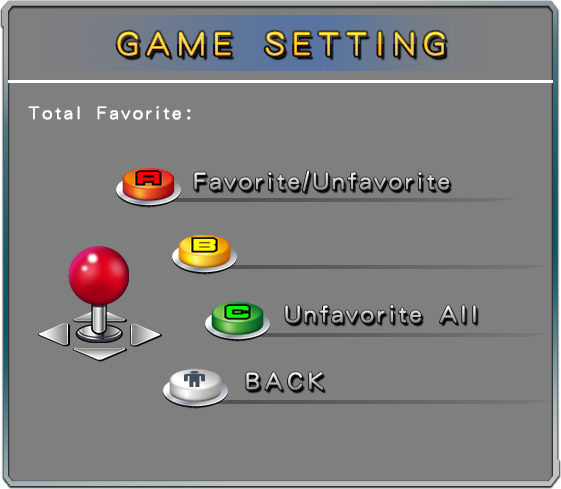 GAME SETTING
Total Favorite:
A Favorite/Unfavorite
B
C Unfavorite All
BACK